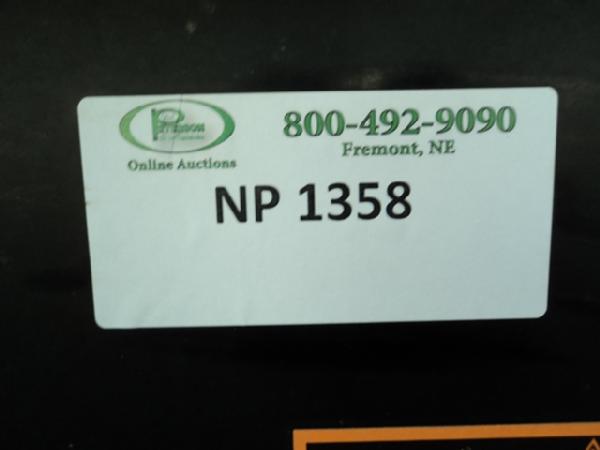 800-492-9090
Fremont, NE
Online Auctions
NP 1358